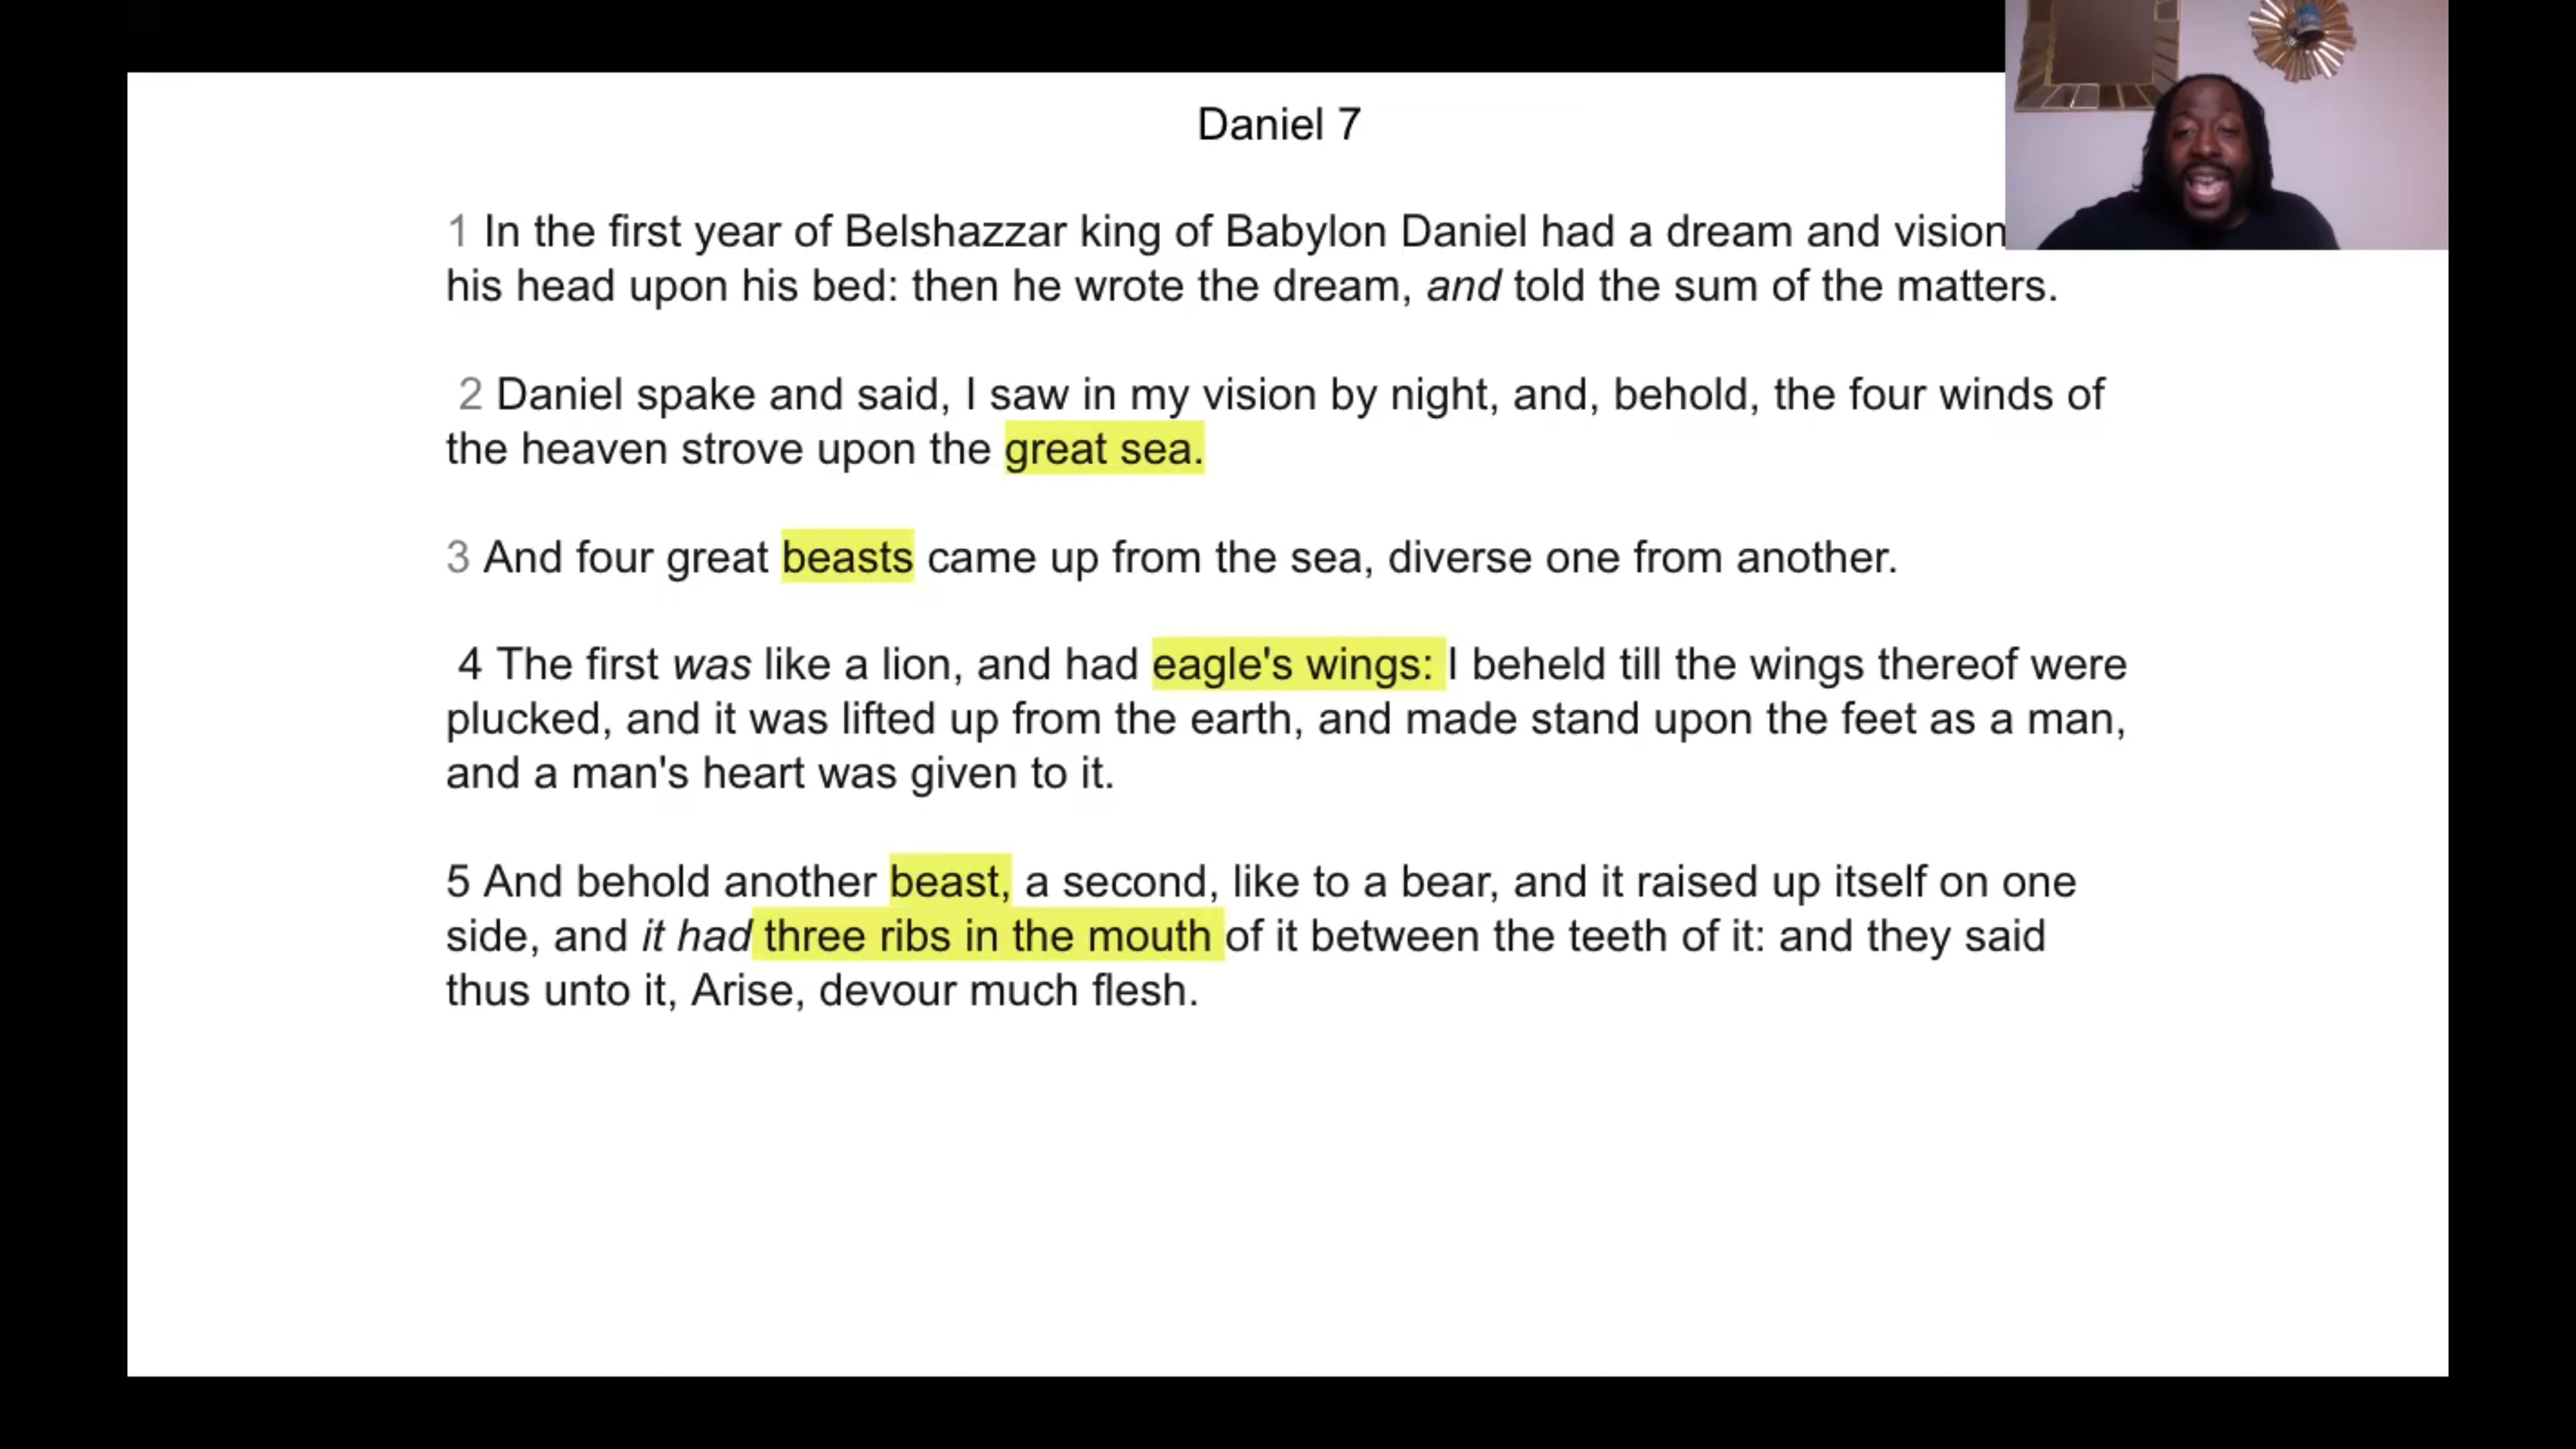 Daniel 7
1 In the first year of Belshazzar king of Babylon Daniel had a dream and vision
his head upon his bed: then he wrote the dream, and told the sum of the matters.
2 Daniel spake and said, I saw in my vision by night, and, behold, the four winds of
the heaven strove upon the great sea.
3 And four great beasts came up from the sea, diverse one from another.
4 The first was like a lion, and had eagle's wings: I beheld till the wings thereof were
plucked, and it was lifted up from the earth, and made stand upon the feet as a man,
and a man's heart was given to it.
5 And behold another beast, a second, like to a bear, and it raised up itself on one
side, and it had three ribs in the mouth of it between the teeth of it: and they said
thus unto it, Arise, devour much flesh.